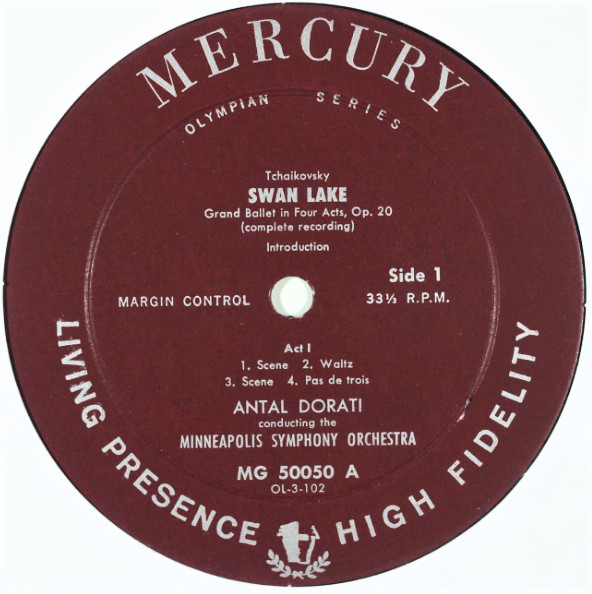 MERCURY
OLYMPIAN SERIES
Tchaikovsky
SWAN LAKE
Grand Ballet in Four Acts, Op. 20
(complete recording)
Introduction
Side 1
MARGIN CONTROL
33⅓ R.P.M.
Act I
1. Scene 2. Waltz
3. Scene 4. Pas de trois
ANTAL DORATI
conducting the
MINNEAPOLIS SYMPHONY ORCHESTRA
MG 50050 A
OL-3-102
LIVING PRESENCE HIGH FIDELITY